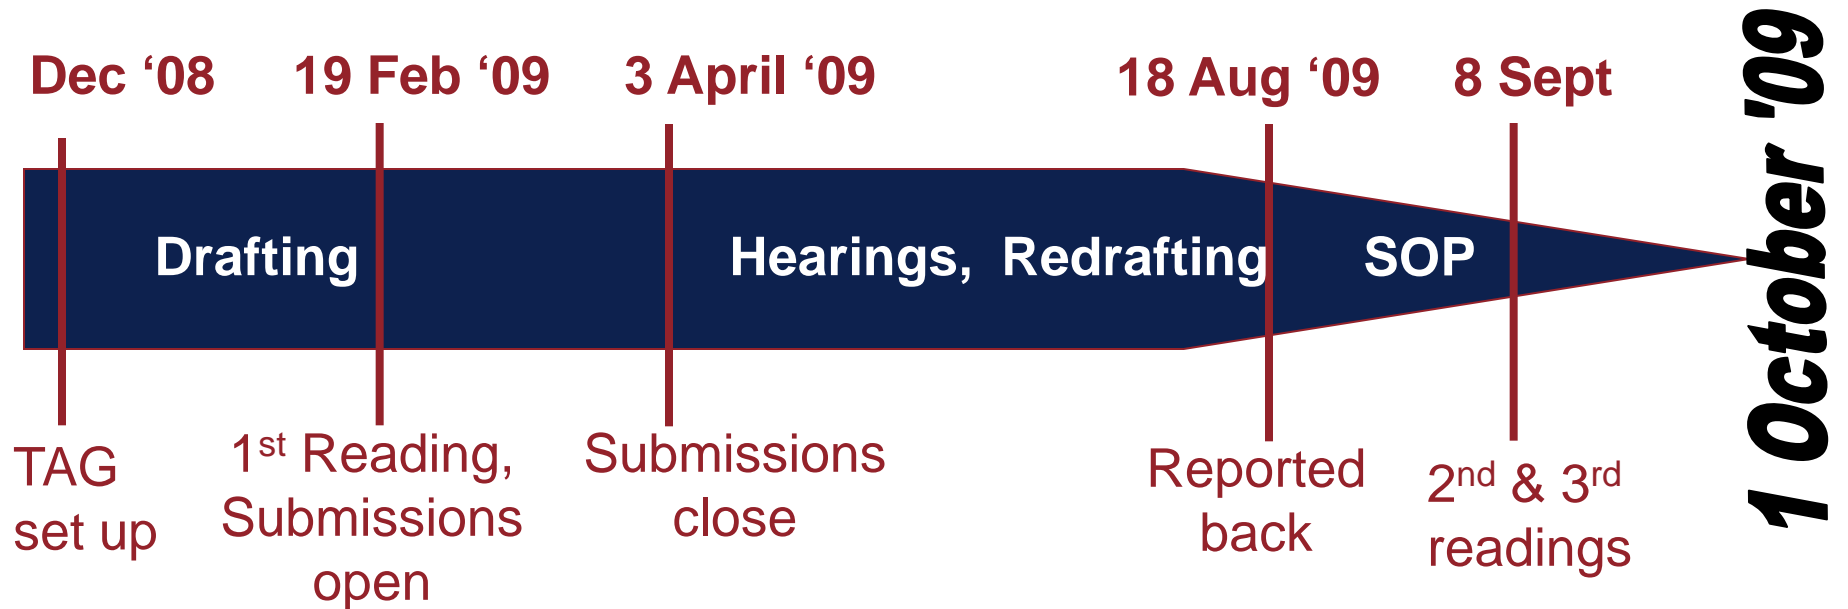 Dec ‘08
19 Feb ‘09
3 April ‘09
18 Aug ‘09
8 Sept
1 October '09
Drafting
Hearings, Redrafting
SOP
TAG
set up
1st Reading,
Submissions
open
Submissions
close
Reported
back
2nd & 3rd
readings